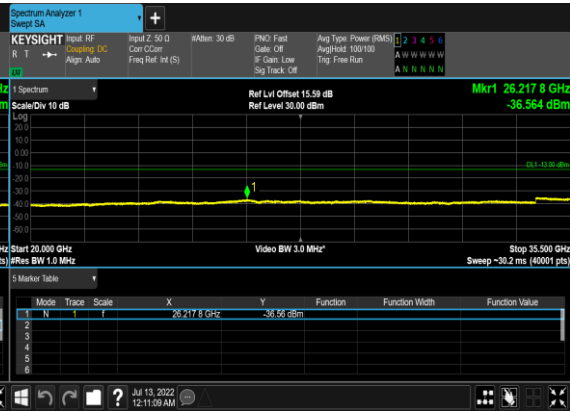 Spectrum Analyzer 1
Swept SA
+
KEYSIGHT
R T
Input: RF
Coupling: DC
Align: Auto
Input Z: 50 Ω
Corr CCorr
Freq Ref: Int (S)
#Atten: 30 dB
PNO: Fast
Gate: Off
IF Gain: Low
Sig Track: Off
Avg Type: Power (RMS)
Avg|Hold: 100/100
Trig: Free Run
1 2 3 4 5 6
A W W W W W
A N N N N N
1 Spectrum
Scale/Div 10 dB
Ref Lvl Offset 15.59 dB
Ref Level 30.00 dBm
Mkr1 26.217 8 GHz
-36.564 dBm
Log
20.0
10.0
0.00
-10.0
DL1 -13.00 dBm
-20.0
-30.0
1
-40.0
-50.0
-60.0
Start 20.000 GHz
#Res BW 1.0 MHz
Video BW 3.0 MHz*
Stop 35.500 GHz
Sweep ~30.2 ms (40001 pts)
5 Marker Table
Mode Trace Scale X Y Function Function Width Function Value
1 N 1 f 26.217 8 GHz -36.56 dBm
2
3
4
5
6
?
Jul 13, 2022
12:11:09 AM